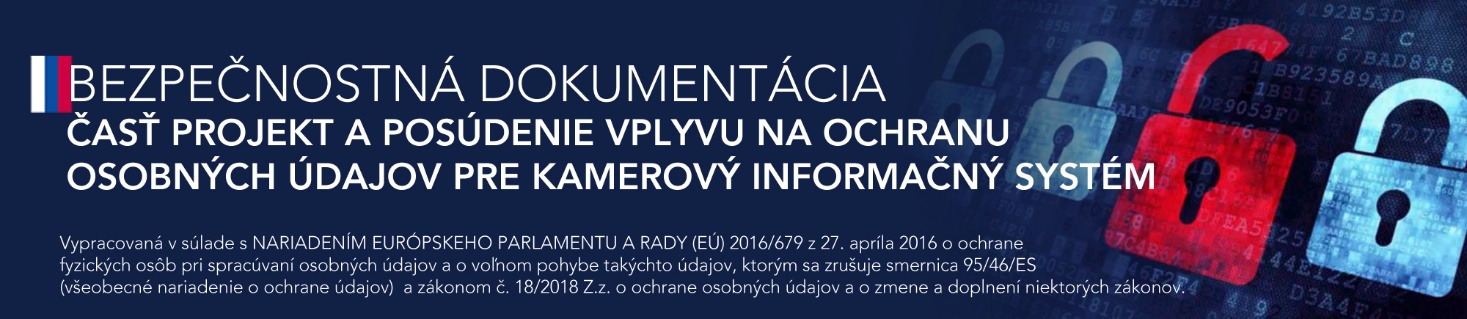 BEZPEČNOSTNÁ DOKUMENTÁCIA
ČASŤ PROJEKT A POSÚDENIE VPLYVU NA OCHRANU
OSOBNÝCH ÚDAJOV PRE KAMEROVÝ INFORMAČNÝ SYSTÉM
Vypracovaná v súlade s NARIADENÍM EURÓPSKEHO PARLAMENTU A RADY (EÚ) 2016/679 z 27. apríla 2016 o ochrane
fyzických osôb pri spracúvaní osobných údajov a o voľnom pohybe takýchto údajov, ktorým sa zrušuje smernica 95/46/ES
(všeobecné nariadenie o ochrane údajov) a zákonom č. 18/2018 Z.z. o ochrane osobných údajov a o zmene a doplnení niektorých zákonov.